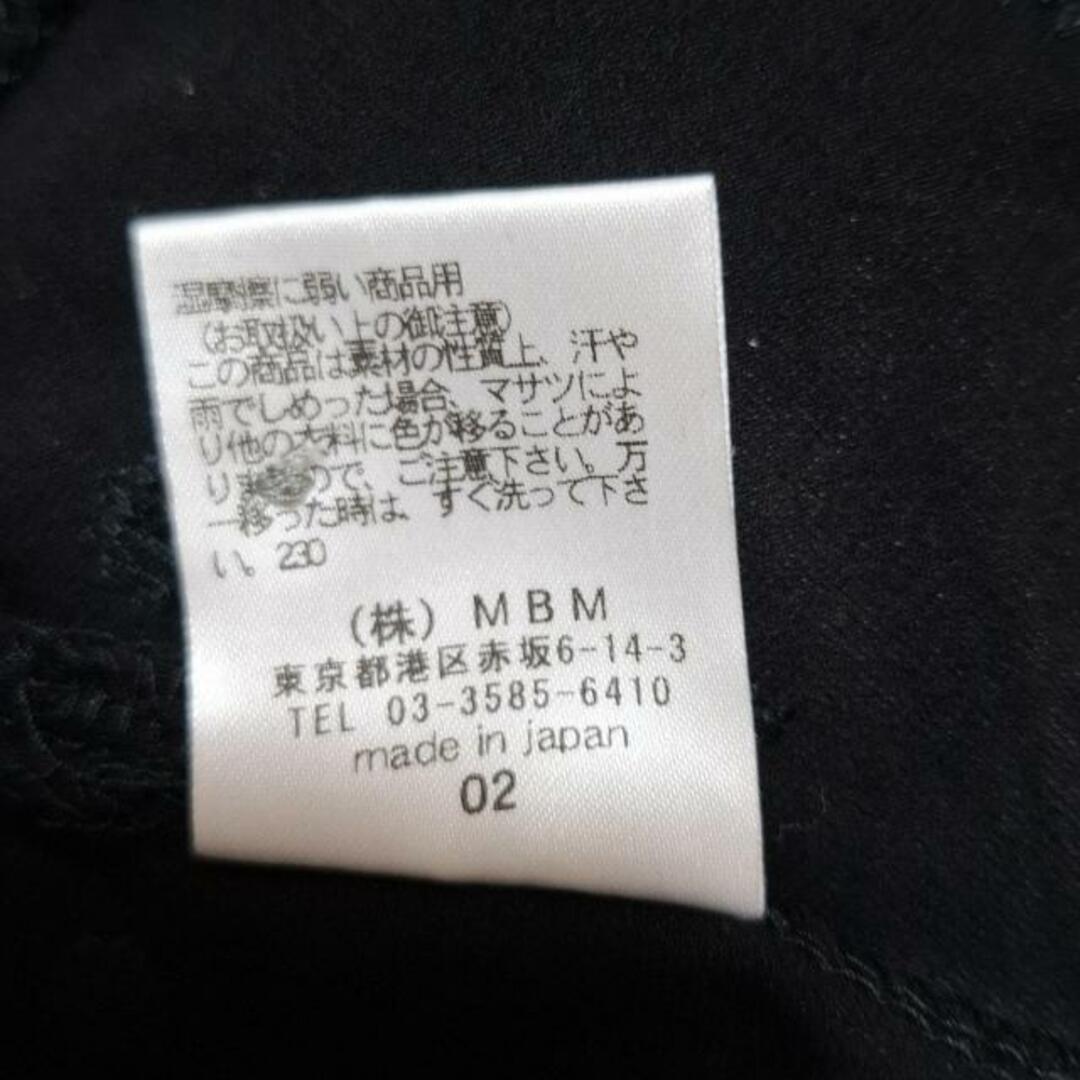 湿摩擦に弱い商品用
(お取扱い上の御注意)
この商品は素材の性質上、汗や
雨でしめった場合、マサツによ
り他の衣料に色が移ることがあ
りますので、ご注意下さい。万
一移った時は、すぐ洗って下さ
い。230
(株) MBM
東京都港区赤坂6-14-3
TEL 03-3585-6410
made in japan
02